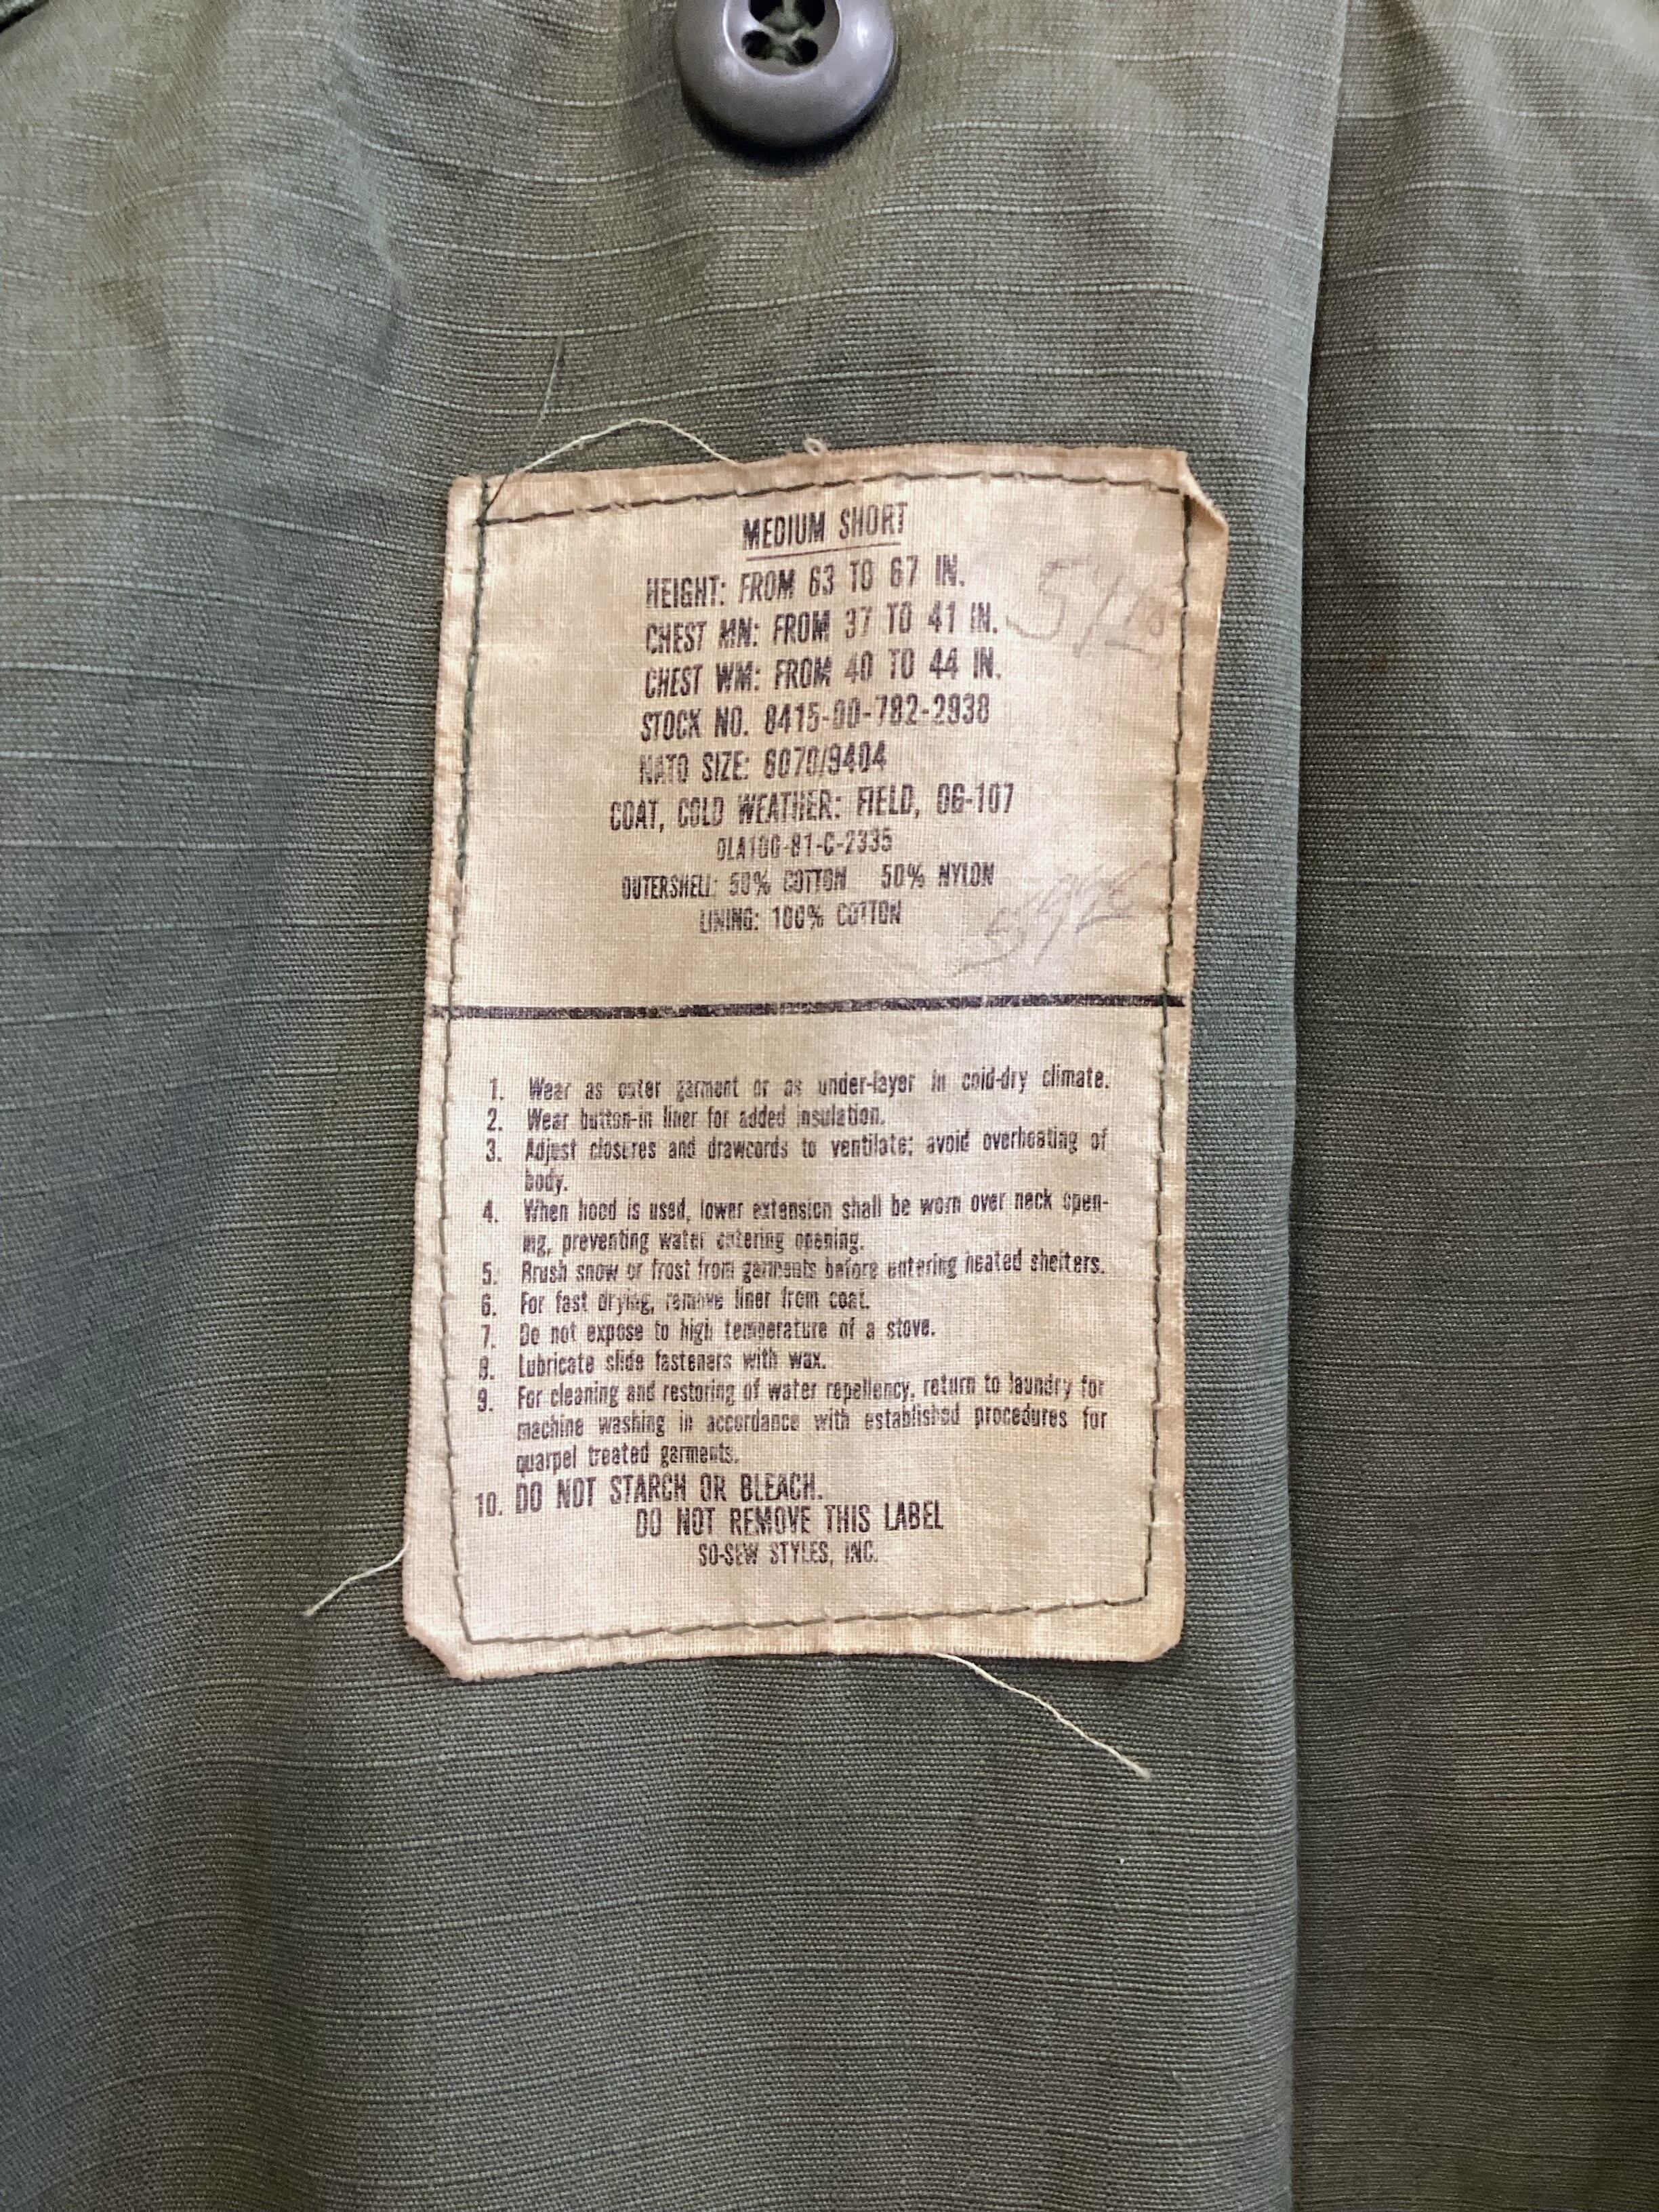 MEDIUM SHORT
HEIGHT: FROM 63 TO 67 IN.
CHEST MN: FROM 37 TO 41 IN.
CHEST WM: FROM 40 TO 44 IN.
STOCK NO. 8415-00-782-2938
NATO SIZE: 6070/9404
COAT, COLD WEATHER: FIELD, OG-107
DLA100-81-C-2335
OUTERSHELL: 50% COTTON 50% NYLON
LINING: 100% COTTON
1. Wear as outer garment or as under-layer in cold-dry climate.
2. Wear button-in liner for added insulation.
3. Adjust closures and drawcords to ventilate; avoid overheating of
body.
4. When hood is used, lower extension shall be worn over neck open-
ing, preventing water entering opening.
5. Brush snow or frost from garments before entering heated shelters.
6. For fast drying, remove liner from coat.
7. Do not expose to high temperature of a stove.
8. Lubricate slide fasteners with wax.
9. For cleaning and restoring of water repellency, return to laundry for
machine washing in accordance with established procedures for
quarpel treated garments.
10. DO NOT STARCH OR BLEACH.
DO NOT REMOVE THIS LABEL
SO-SEW STYLES, INC.